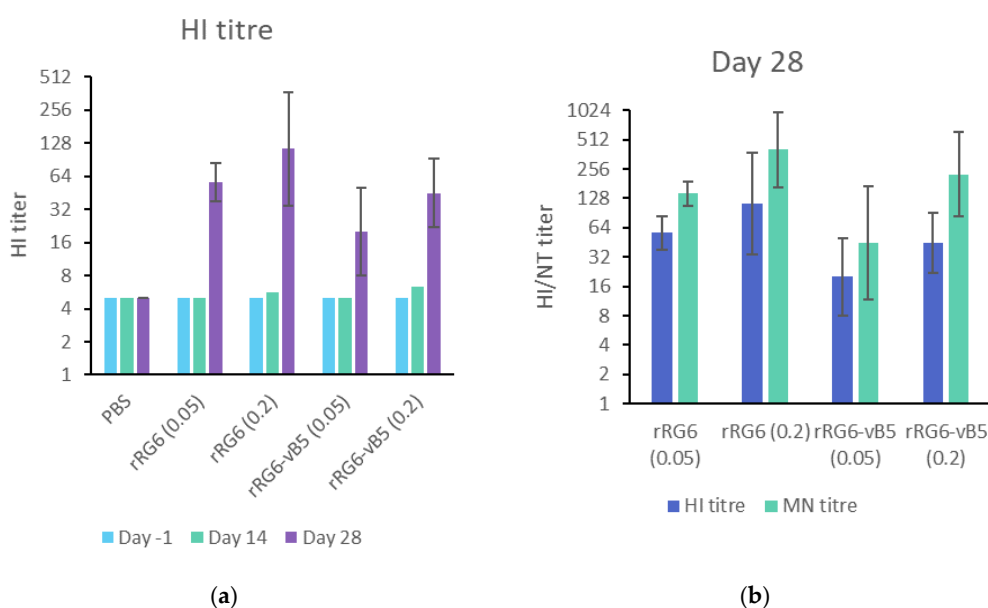 HI titre
512
256
128
64
32
16
8
4
2
1
HI titer
PBS
rRG6 (0.05)
rRG6 (0.2)
rRG6-vB5 (0.05)
rRG6-vB5 (0.2)
Day -1 Day 14 Day 28
(a)
Day 28
1024
512
256
128
64
32
16
8
4
2
1
HI/NT titer
rRG6 rRG6 (0.2) rRG6-vB5 rRG6-vB5
(0.05) (0.05) (0.2)
HI titre MN titre
(b)